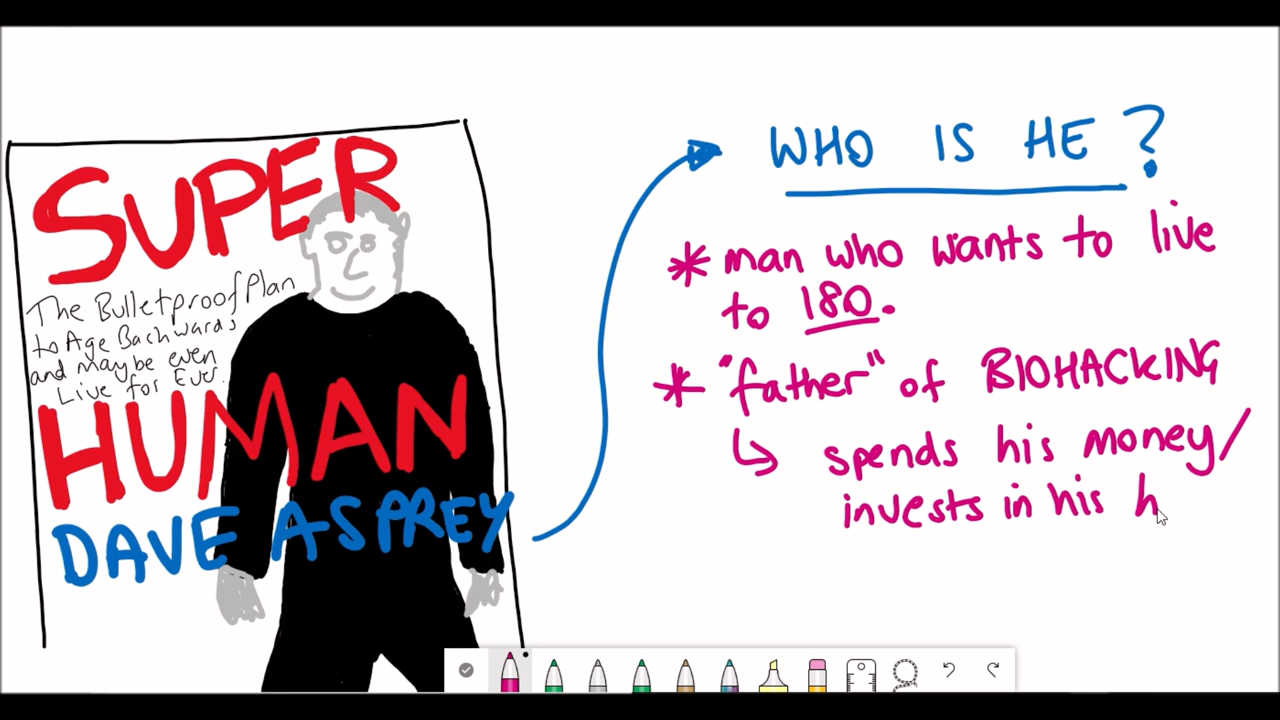 SUPER
The Bulletproof Plan
to Age Backwards
and maybe even
Live for Ever.
HUMAN
DAVE ASPREY
WHO IS HE?
* man who wants to live
to 180.
* "father" of BIOHACKING
↳ spends his money/
invests in his h